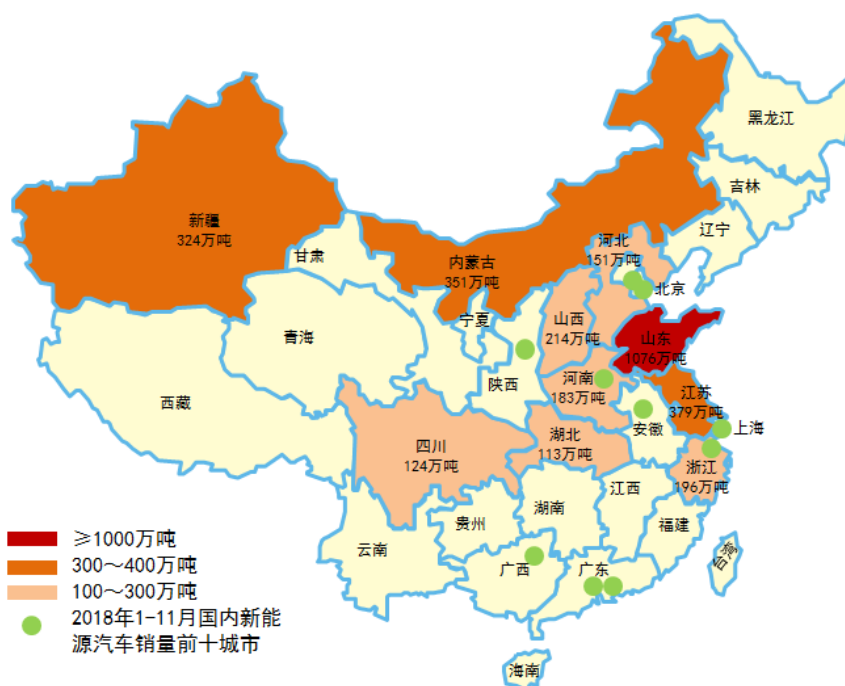 黑龙江
吉林
辽宁
新疆
324万吨
甘肃
内蒙古
351万吨
河北
151万吨
北京
宁夏
山西
214万吨
山东
1076万吨
青海
陕西
河南
183万吨
江苏
379万吨
西藏
安徽
上海
四川
124万吨
湖北
113万吨
浙江
196万吨
江西
湖南
贵州
福建
云南
台湾
广西
广东
海南
≥1000万吨
300～400万吨
100～300万吨
2018年1-11月国内新能
源汽车销量前十城市